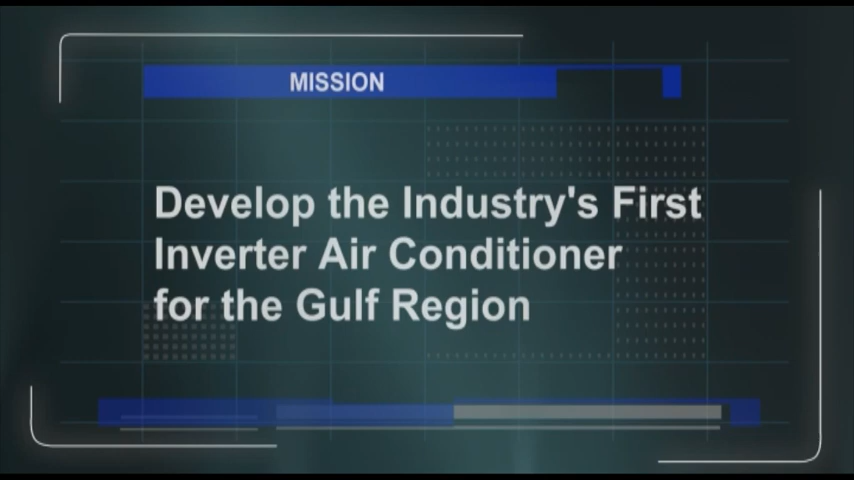 MISSION
Develop the Industry's First
Inverter Air Conditioner
for the Gulf Region